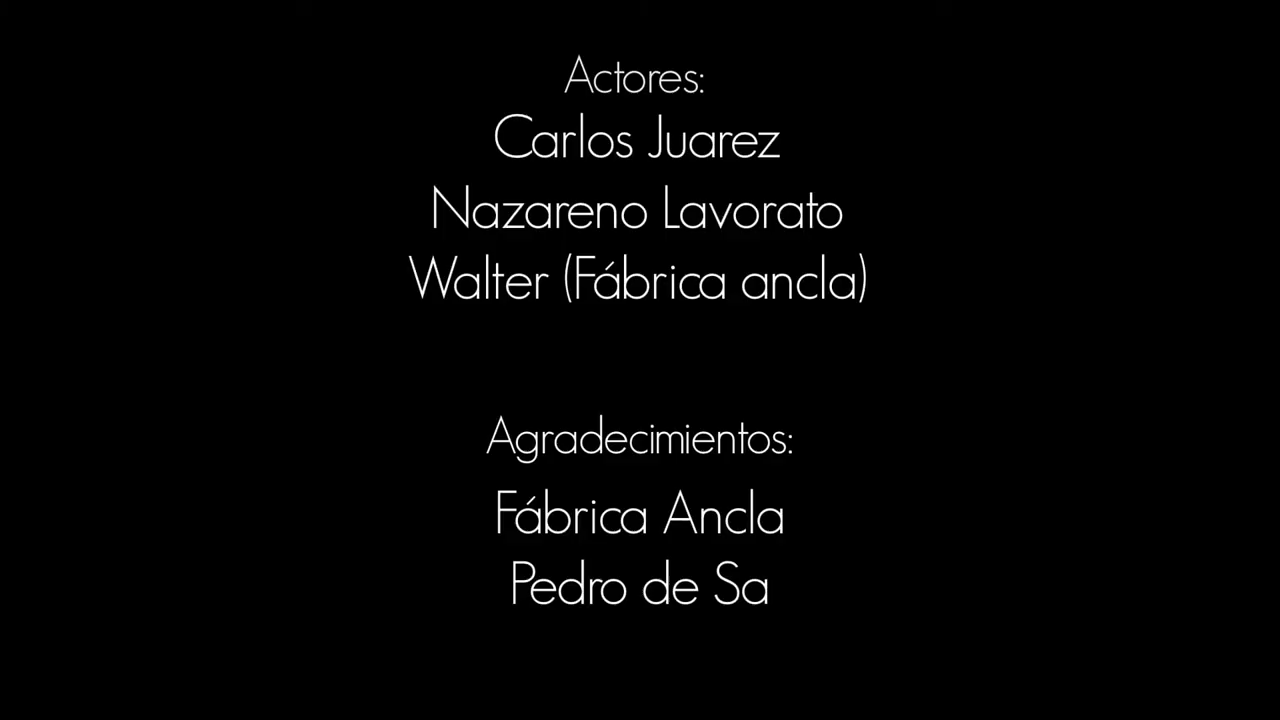 Actores:
Carlos Juarez
Nazareno Lavorato
Walter (Fábrica ancla)
Agradecimientos:
Fábrica Ancla
Pedro de Sa